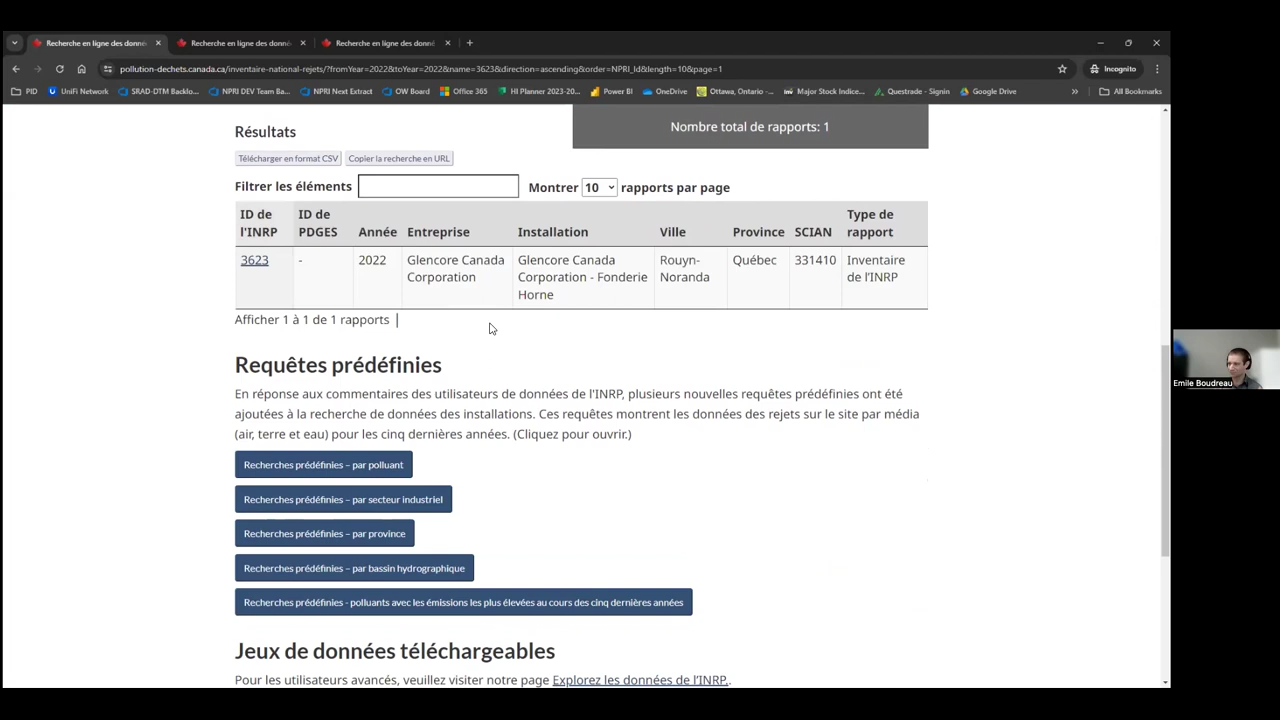 Recherche en ligne des donné
Recherche en ligne des donné
Recherche en ligne des donné
pollution-dechets.canada.ca/inventaire-national-rejets/?fromYear=2022&toYear=2022&name=3623&direction=ascending&order=NPRI_Id&length=10&page=1
Incognito
PID UniFi Network SRAD-DTM Backlo... NPRI DEV Team Ba... NPRI Next Extract OW Board Office 365 HI Planner 2023-20... Power BI OneDrive Ottawa, Ontario -... Major Stock Indice... Questrade - Signin Google Drive » All Bookmarks
Nombre total de rapports: 1
Résultats
Télécharger en format CSV Copier la recherche en URL
Filtrer les éléments Montrer 10 rapports par page
ID de l'INRP ID de PDGES Année Entreprise Installation Ville Province SCIAN Type de rapport
3623 - 2022 Glencore Canada Corporation Glencore Canada Corporation - Fonderie Horne Rouyn-Noranda Québec 331410 Inventaire de l’INRP
Afficher 1 à 1 de 1 rapports |
Requêtes prédéfinies
En réponse aux commentaires des utilisateurs de données de l'INRP, plusieurs nouvelles requêtes prédéfinies ont été
ajoutées à la recherche de données des installations. Ces requêtes montrent les données des rejets sur le site par média
(air, terre et eau) pour les cinq dernières années. (Cliquez pour ouvrir.)
Recherches prédéfinies – par polluant
Recherches prédéfinies – par secteur industriel
Recherches prédéfinies – par province
Recherches prédéfinies – par bassin hydrographique
Recherches prédéfinies - polluants avec les émissions les plus élevées au cours des cinq dernières années
Jeux de données téléchargeables
Pour les utilisateurs avancés, veuillez visiter notre page Explorez les données de l’INRP..
Emile Boudreau